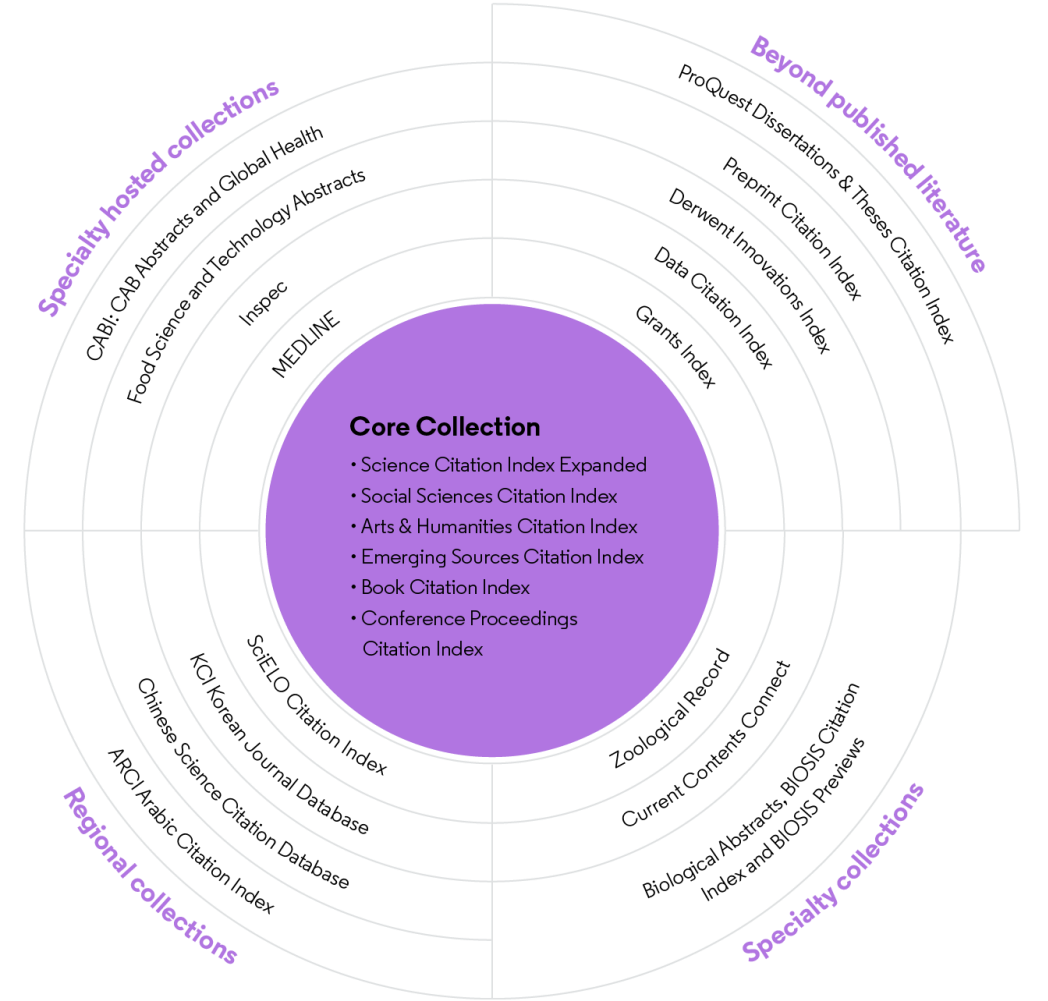 Specialty hosted collections
CABI: CAB Abstracts and Global Health
Food Science and Technology Abstracts
Inspec
MEDLINE
Beyond published literature
ProQuest Dissertations & Theses Citation Index
Preprint Citation Index
Derwent Innovations Index
Data Citation Index
Grants Index
Core Collection
• Science Citation Index Expanded
• Social Sciences Citation Index
• Arts & Humanities Citation Index
• Emerging Sources Citation Index
• Book Citation Index
• Conference Proceedings
Citation Index
SciELO Citation Index
KCI Korean Journal Database
Chinese Science Citation Database
ARCI Arabic Citation Index
Regional collections
Zoological Record
Current Contents Connect
Biological Abstracts, BIOSIS Citation
Index and BIOSIS Previews
Specialty collections